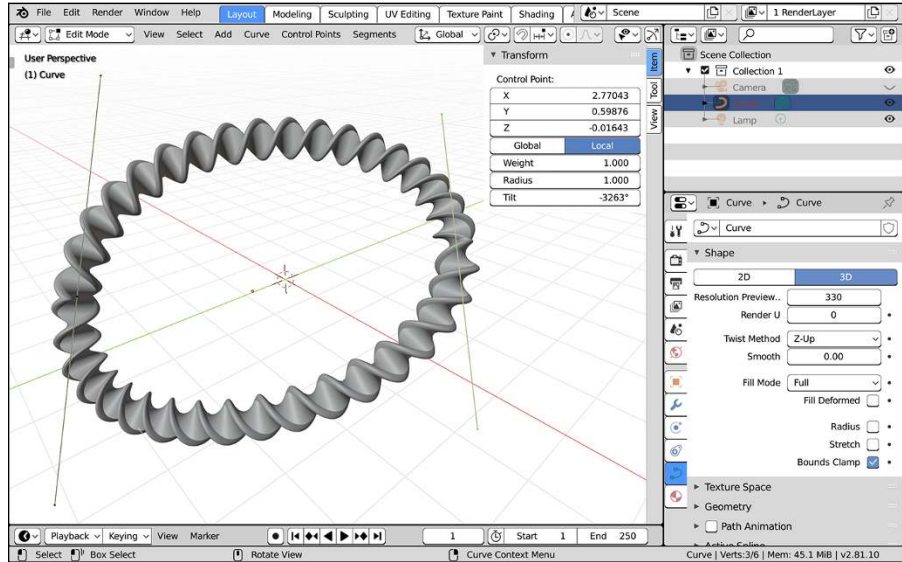 File Edit Render Window Help Layout Modeling Sculpting UV Editing Texture Paint Shading Scene 1 RenderLayer
Edit Mode View Select Add Curve Control Points Segments Global
User Perspective
(1) Curve
Transform
Control Point:
X 2.77043
Y 0.59876
Z -0.01643
Global Local
Weight 1.000
Radius 1.000
Tilt -3263°
Item
Tool
View
Scene Collection
Collection 1
Camera
Lamp
Curve Curve
Curve
Shape
2D 3D
Resolution Preview.. 330
Render U 0
Twist Method Z-Up
Smooth 0.00
Fill Mode Full
Fill Deformed
Radius
Stretch
Bounds Clamp
Texture Space
Geometry
Path Animation
Active Spline
Playback Keying View Marker 1 Start 1 End 250
Select Box Select Rotate View Curve Context Menu Curve | Verts:3/6 | Mem: 45.1 MiB | v2.81.10